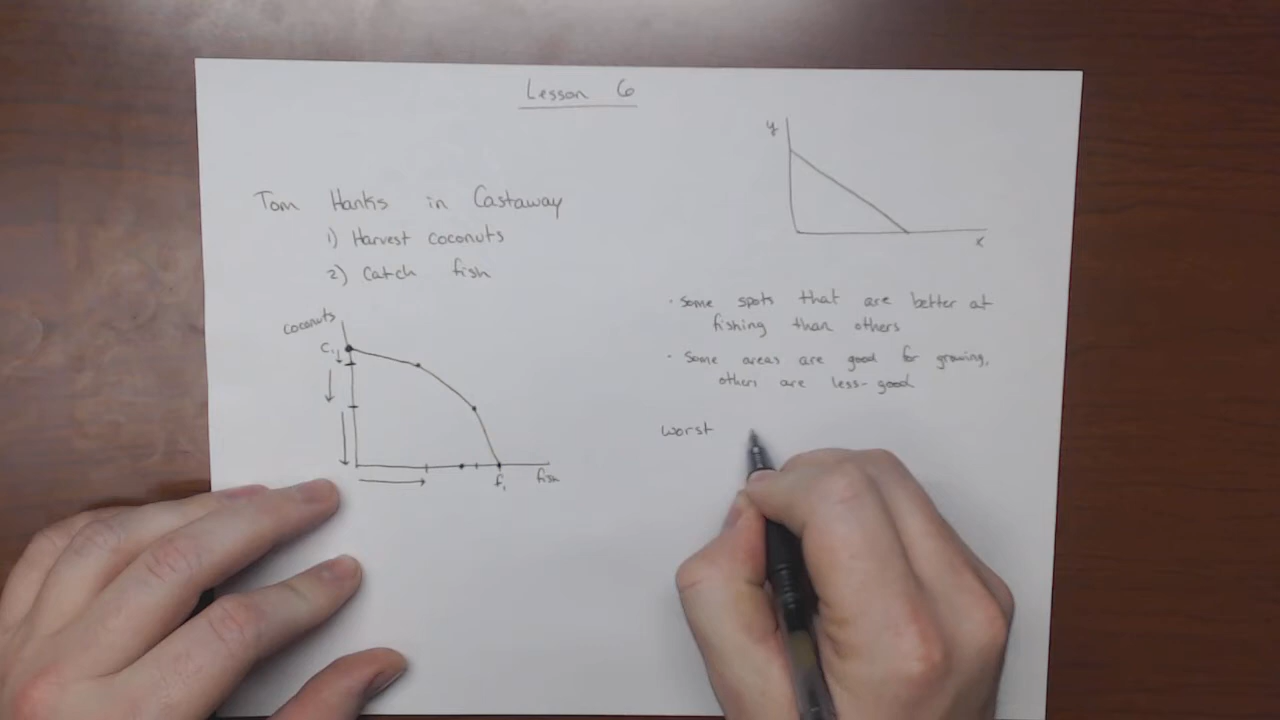 Lesson 6
Tom Hanks in Castaway
1) Harvest coconuts
2) Catch fish
coconuts
C₁
f₁
fish
y
x
· Some spots that are better at
fishing than others
· Some areas are good for growing,
others are less-good
worst